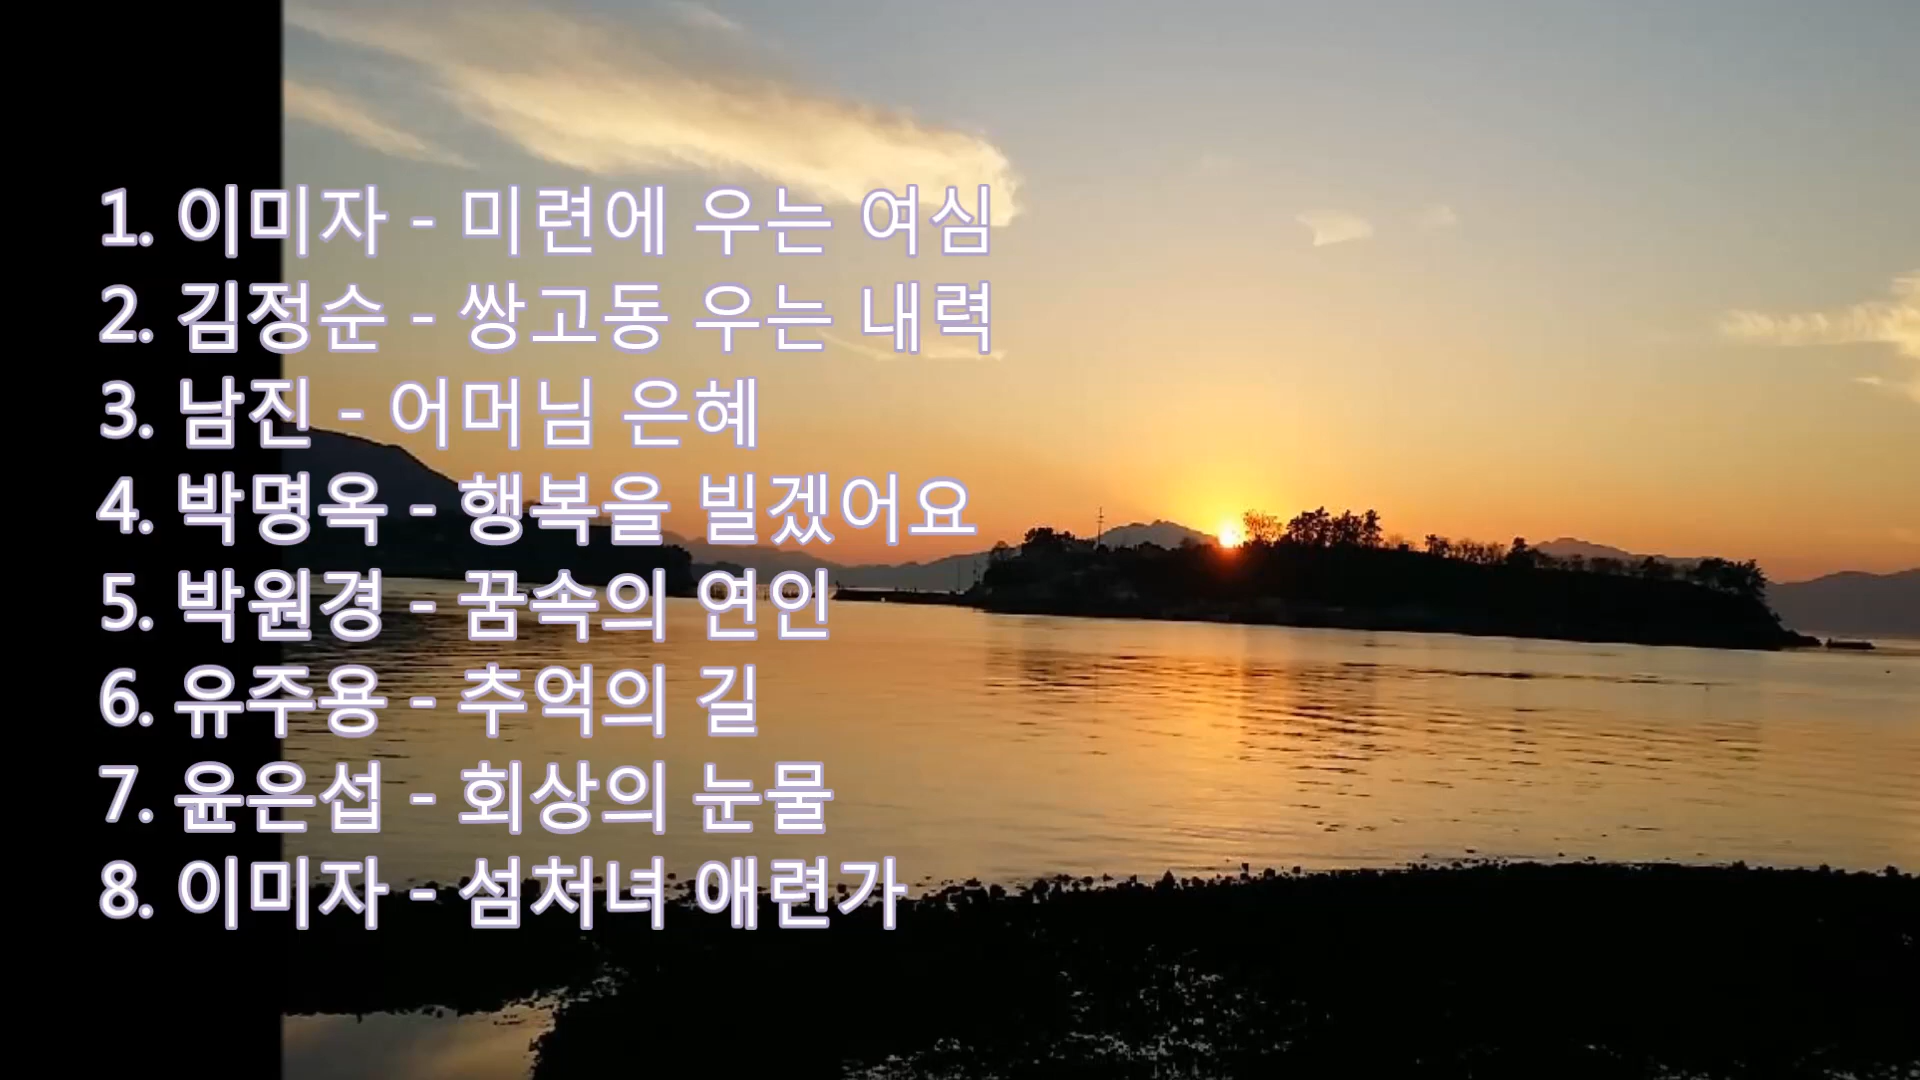 1. 이미자 - 미련에 우는 여심
2. 김정순 - 쌍고동 우는 내력
3. 남진 - 어머님 은혜
4. 박명옥 - 행복을 빌겠어요
5. 박원경 - 꿈속의 연인
6. 유주용 - 추억의 길
7. 윤은섭 - 회상의 눈물
8. 이미자 - 섬처녀 애련가